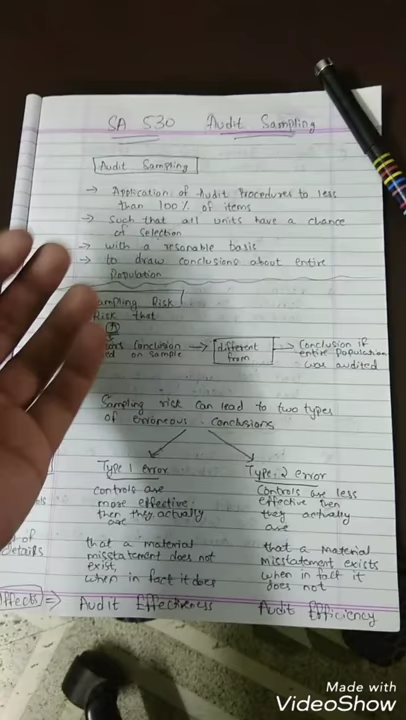 SA 530 Audit Sampling
Audit Sampling
→ Application of Audit Procedures to less
than 100% of items
→ Such that all units have a chance
of selection
→ with a resonable basis
→ to draw conclusions about entire
Population
Sampling Risk
Risk that
conclusion → different → Conclusion if
on sample from entire population
was audited
Sampling risk can lead to two types
of erroneous conclusions
Type 1 error Type: 2 error
controls are Controls are less
more effective effective then
then they actually they actually
are are
of that a material that a material
details misstatement does not misstatement exists
exist, when in fact it
when in fact it does does not
Affects ⇒ Audit Effectiveness Audit Efficiency
Made with
VideoShow